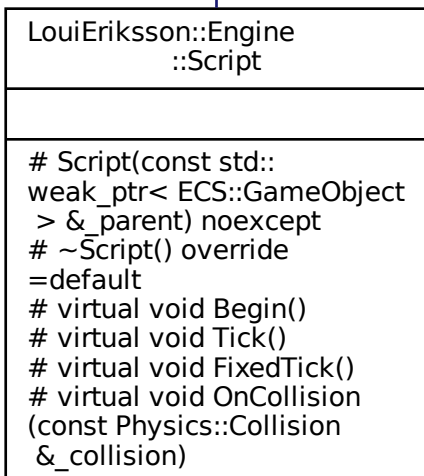 LouiEriksson::Engine
::Script
# Script(const std::
weak_ptr< ECS::GameObject
> &_parent) noexcept
# ~Script() override
=default
# virtual void Begin()
# virtual void Tick()
# virtual void FixedTick()
# virtual void OnCollision
(const Physics::Collision
&_collision)